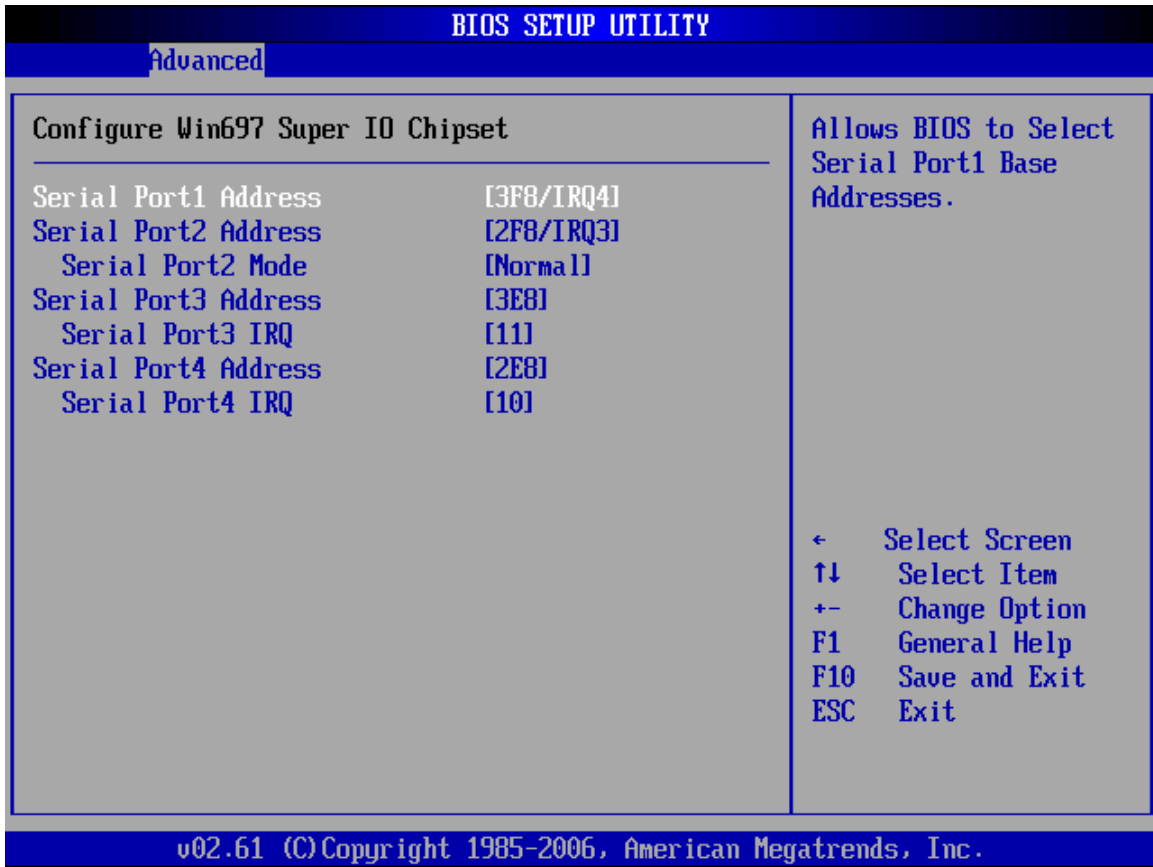 BIOS SETUP UTILITY
Advanced
Configure Win697 Super IO Chipset
Serial Port1 Address [3F8/IRQ4]
Serial Port2 Address [2F8/IRQ3]
Serial Port2 Mode [Normal]
Serial Port3 Address [3E8]
Serial Port3 IRQ [11]
Serial Port4 Address [2E8]
Serial Port4 IRQ [10]
Allows BIOS to Select
Serial Port1 Base
Addresses.
← Select Screen
↑↓ Select Item
+- Change Option
F1 General Help
F10 Save and Exit
ESC Exit
v02.61 (C)Copyright 1985-2006, American Megatrends, Inc.